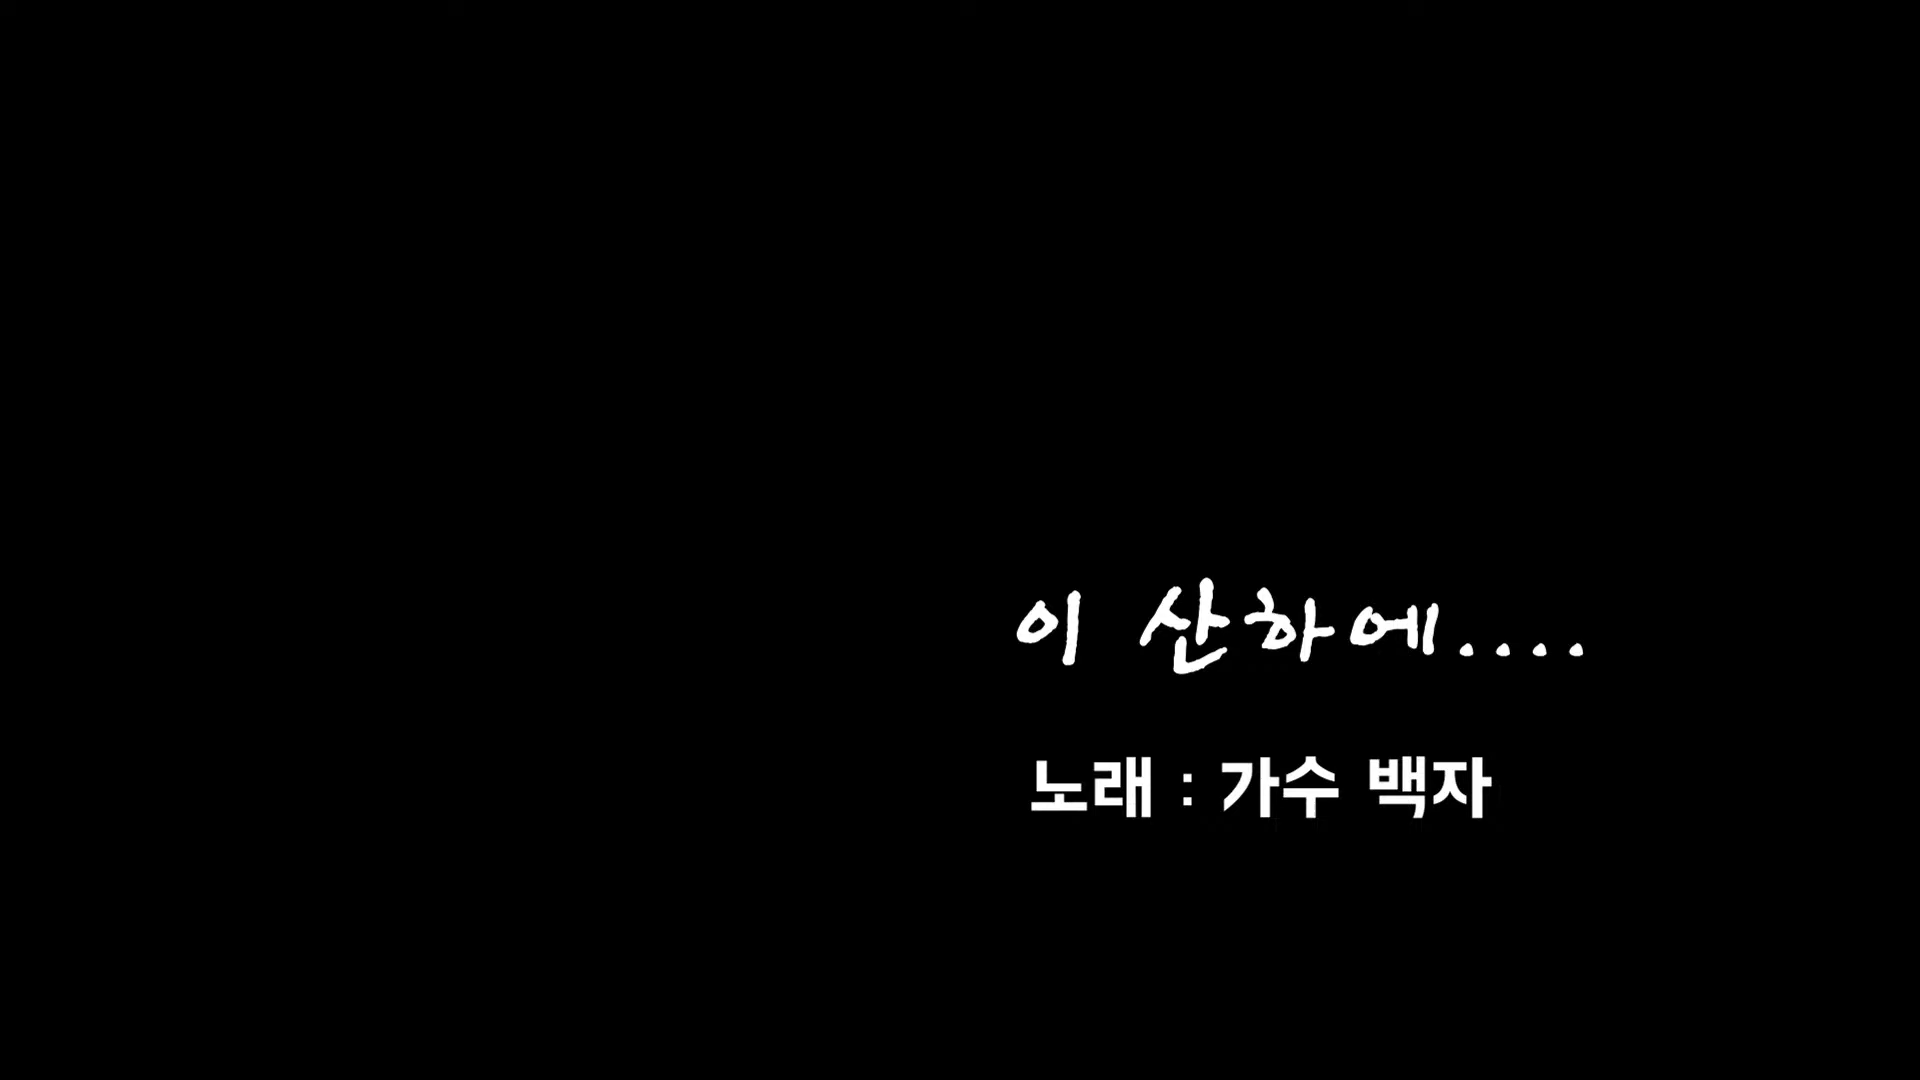 이 산하에....
노래 : 가수 백자